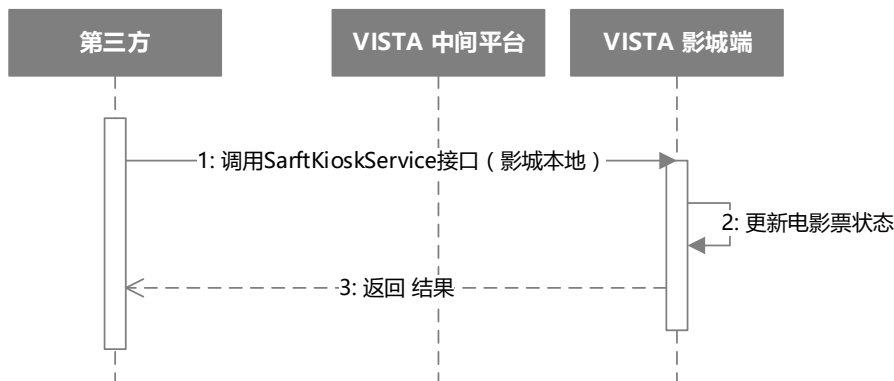 第三方
VISTA 中间平台
VISTA 影城端
1: 调用SarftKioskService接口（影城本地）
2: 更新电影票状态
3: 返回 结果